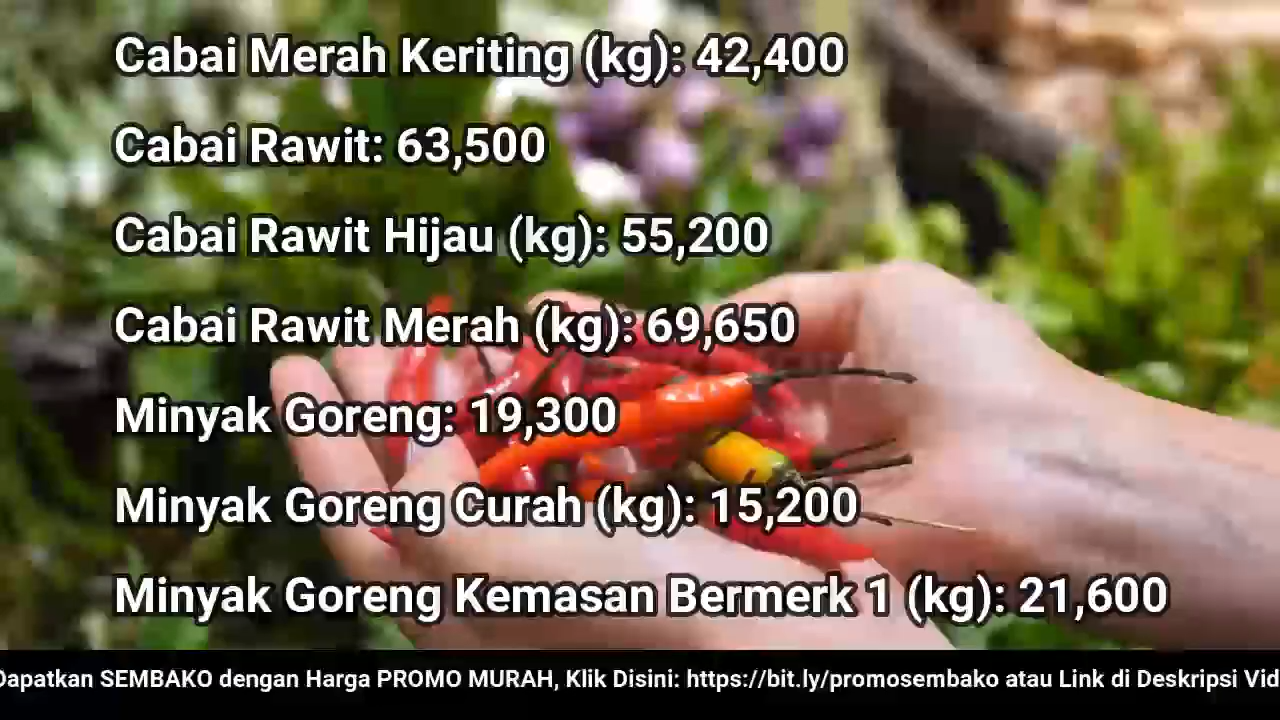 Cabai Merah Keriting (kg): 42,400
Cabai Rawit: 63,500
Cabai Rawit Hijau (kg): 55,200
Cabai Rawit Merah (kg): 69,650
Minyak Goreng: 19,300
Minyak Goreng Curah (kg): 15,200
Minyak Goreng Kemasan Bermerk 1 (kg): 21,600
Dapatkan SEMBAKO dengan Harga PROMO MURAH, Klik Disini: https://bit.ly/promosembako atau Link di Deskripsi Vid